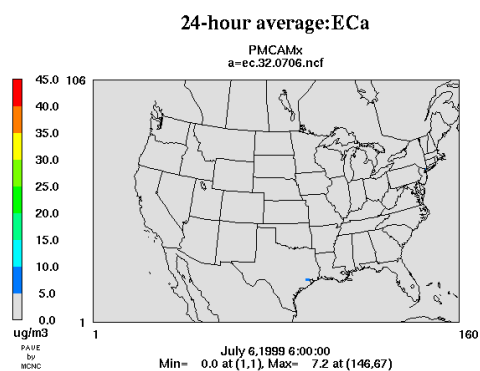 24-hour average:ECa
PMCAMx
a=ec.32.0706.ncf
45.0
40.0
35.0
30.0
25.0
20.0
15.0
10.0
5.0
0.0
ug/m3
PAVE
by
MCNC
106
1
1
160
July 6,1999 6:00:00
Min= 0.0 at (1,1), Max= 7.2 at (146,67)